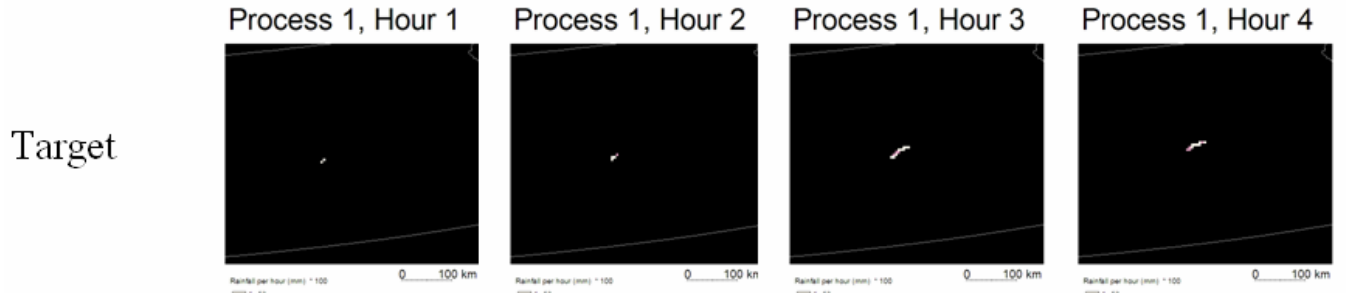 Process 1, Hour 1
Process 1, Hour 2
Process 1, Hour 3
Process 1, Hour 4
Target
0 100 km
0 100 km
0 100 km
0 100 km
Rainfall per hour (mm) * 100
Rainfall per hour (mm) * 100
Rainfall per hour (mm) * 100
Rainfall per hour (mm) * 100